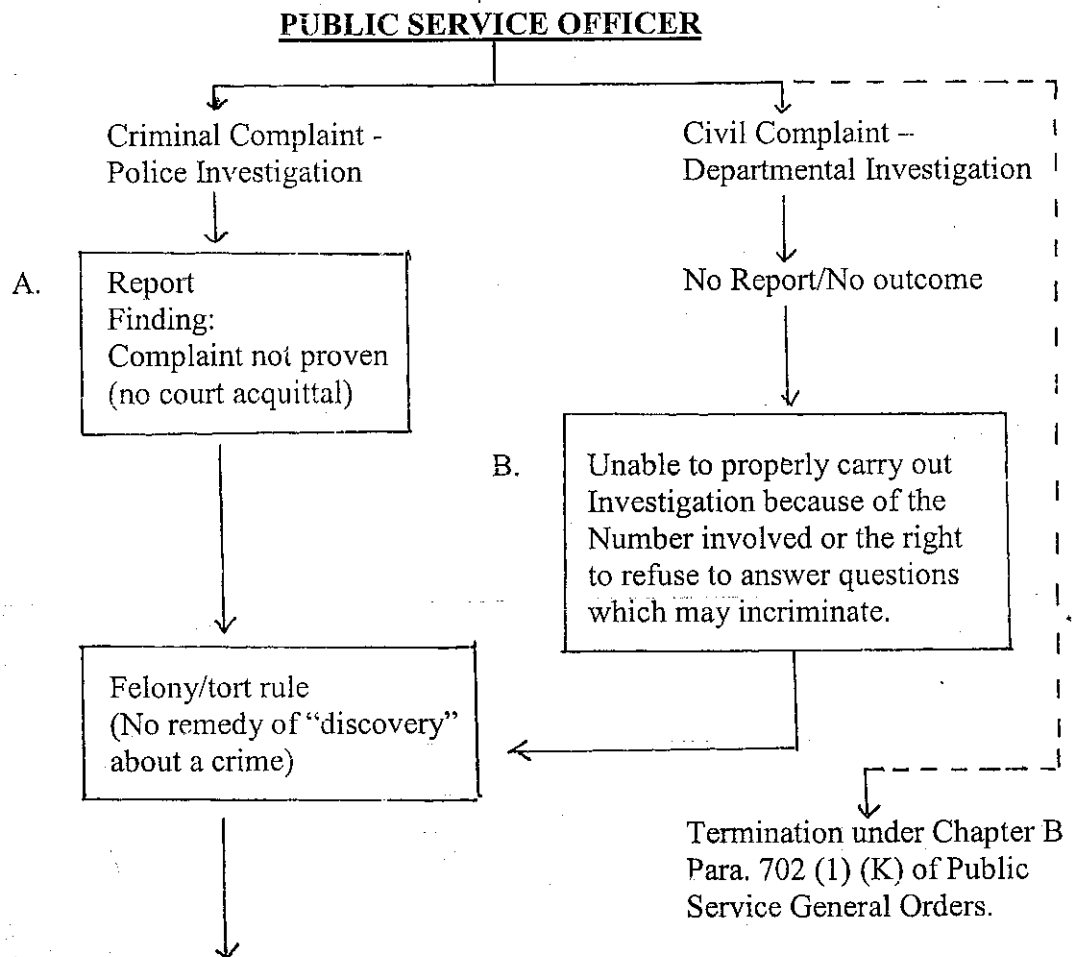 PUBLIC SERVICE OFFICER
Criminal Complaint -
Police Investigation
Civil Complaint –
Departmental Investigation
A.
Report
Finding:
Complaint not proven
(no court acquittal)
No Report/No outcome
B.
Unable to properly carry out
Investigation because of the
Number involved or the right
to refuse to answer questions
which may incriminate.
Felony/tort rule
(No remedy of “discovery”
about a crime)
Termination under Chapter B
Para. 702 (1) (K) of Public
Service General Orders.